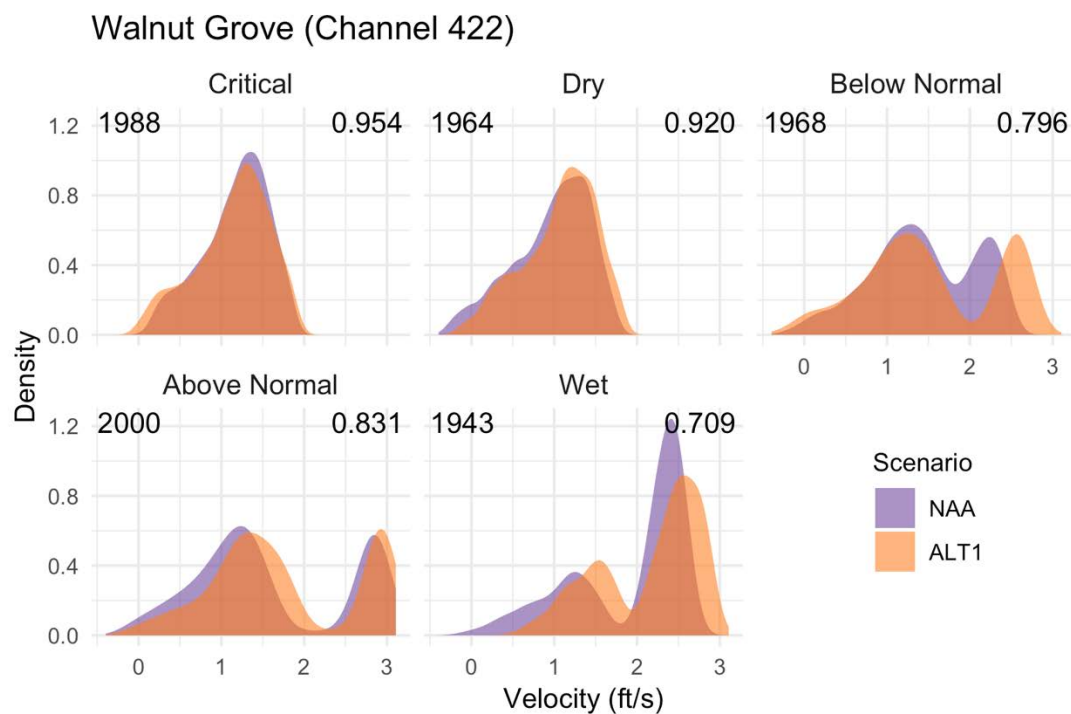 Walnut Grove (Channel 422)
Critical
Dry
Below Normal
1988
0.954
1964
0.920
1968
0.796
1.2
0.8
0.4
0.0
0
1
2
3
Density
Above Normal
Wet
2000
0.831
1943
0.709
1.2
0.8
0.4
0.0
0
1
2
3
0
1
2
3
Velocity (ft/s)
Scenario
NAA
ALT1